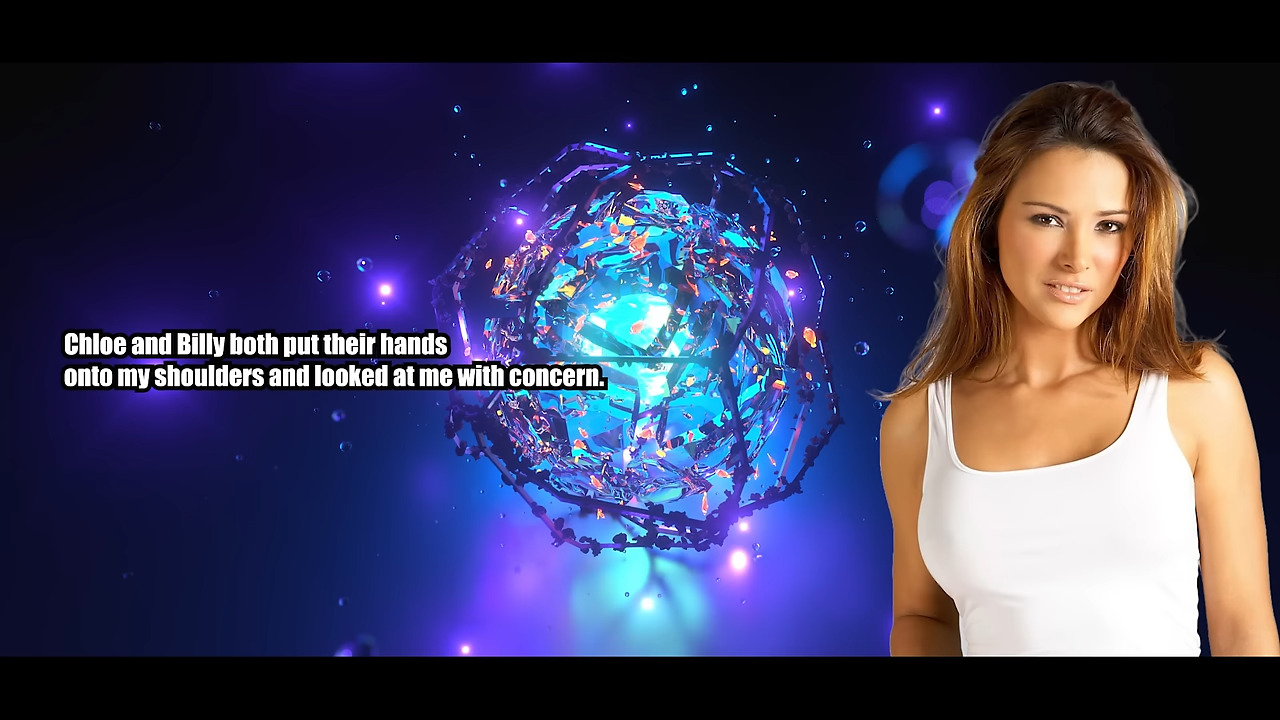 Chloe and Billy both put their hands
onto my shoulders and looked at me with concern.